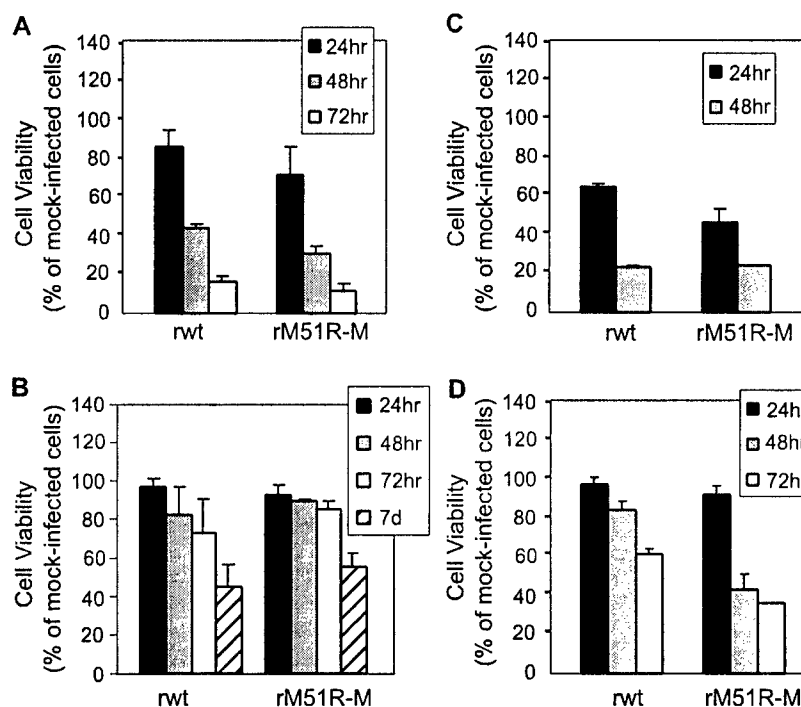 A
Cell Viability
(% of mock-infected cells)
140
120
100
80
60
40
20
0
24hr
48hr
72hr
rwt
rM51R-M
C
Cell Viability
(% of mock-infected cells)
140
120
100
80
60
40
20
0
24hr
48hr
rwt
rM51R-M
B
Cell Viability
(% of mock-infected cells)
140
120
100
80
60
40
20
0
24hr
48hr
72hr
7d
rwt
rM51R-M
D
Cell Viability
(% of mock-infected cells)
140
120
100
80
60
40
20
0
24h
48h
72h
rwt
rM51R-M